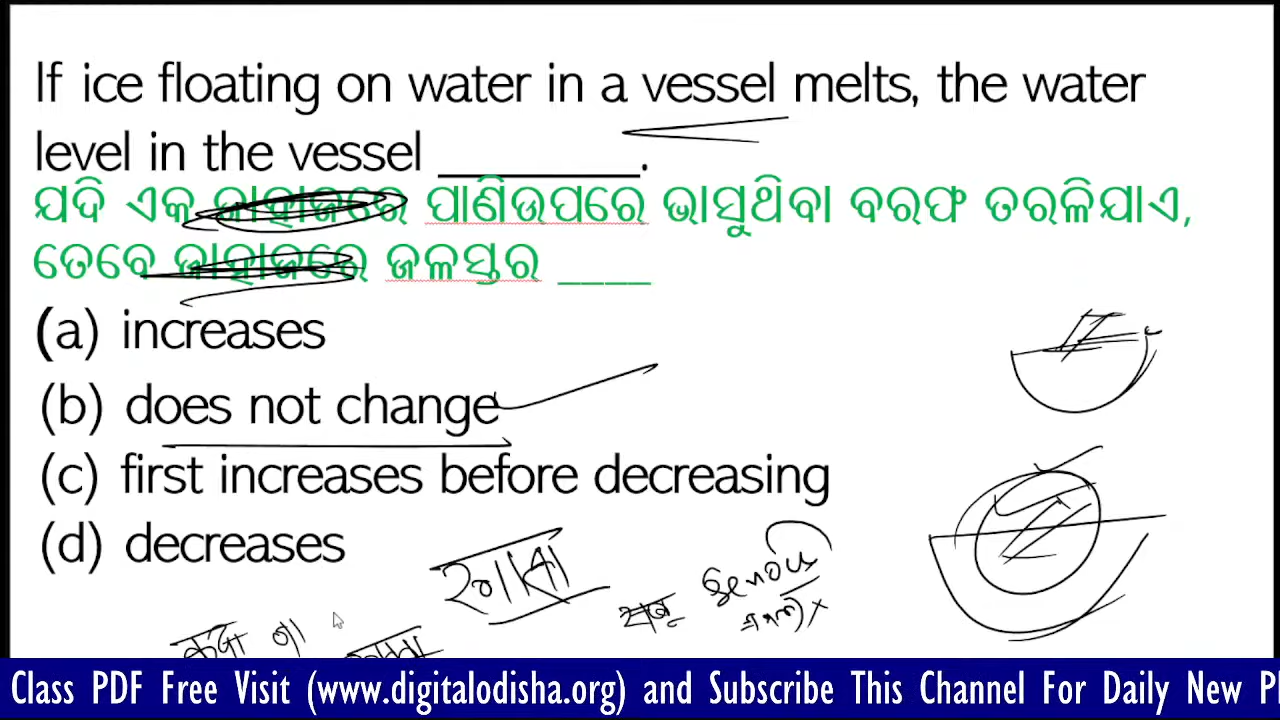 If ice floating on water in a vessel melts, the water
level in the vessel ________.
ଯଦି ଏକ ଜାହାଜରେ ପାଣିଉପରେ ଭାସୁଥିବା ବରଫ ତରଳିଯାଏ,
ତେବେ ଜାହାଜରେ ଜଳସ୍ତର ____
(a) increases
(b) does not change
(c) first increases before decreasing
(d) decreases
Class PDF Free Visit (www.digitalodisha.org) and Subscribe This Channel For Daily New